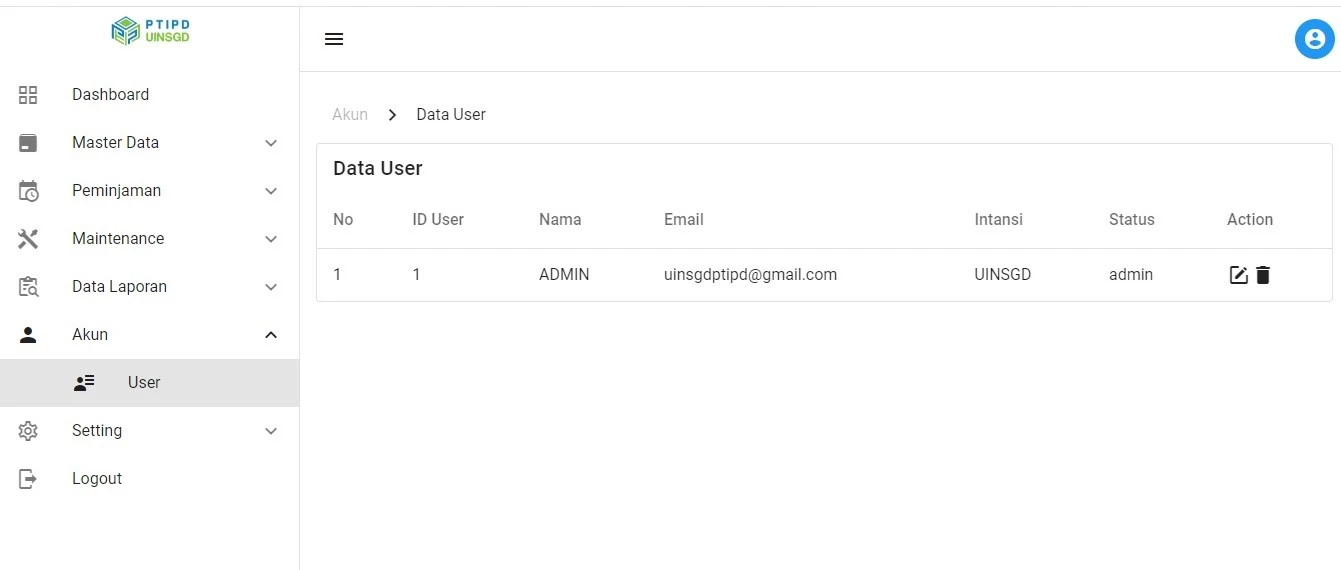 PTIPD
UINSGD
Dashboard
Master Data
Peminjaman
Maintenance
Data Laporan
Akun
User
Setting
Logout
Akun > Data User
Data User
No ID User Nama Email Intansi Status Action
1 1 ADMIN uinsgdptipd@gmail.com UINSGD admin